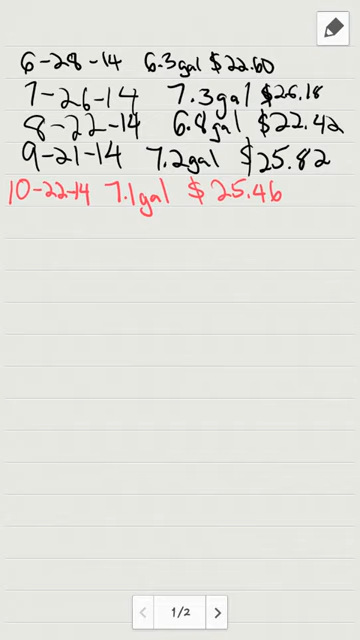 6-28-14 6.3gal $22.60
7-26-14 7.3gal $26.18
8-22-14 6.8gal $22.42
9-21-14 7.2gal $25.82
10-22-14 7.1gal $25.46
1/2